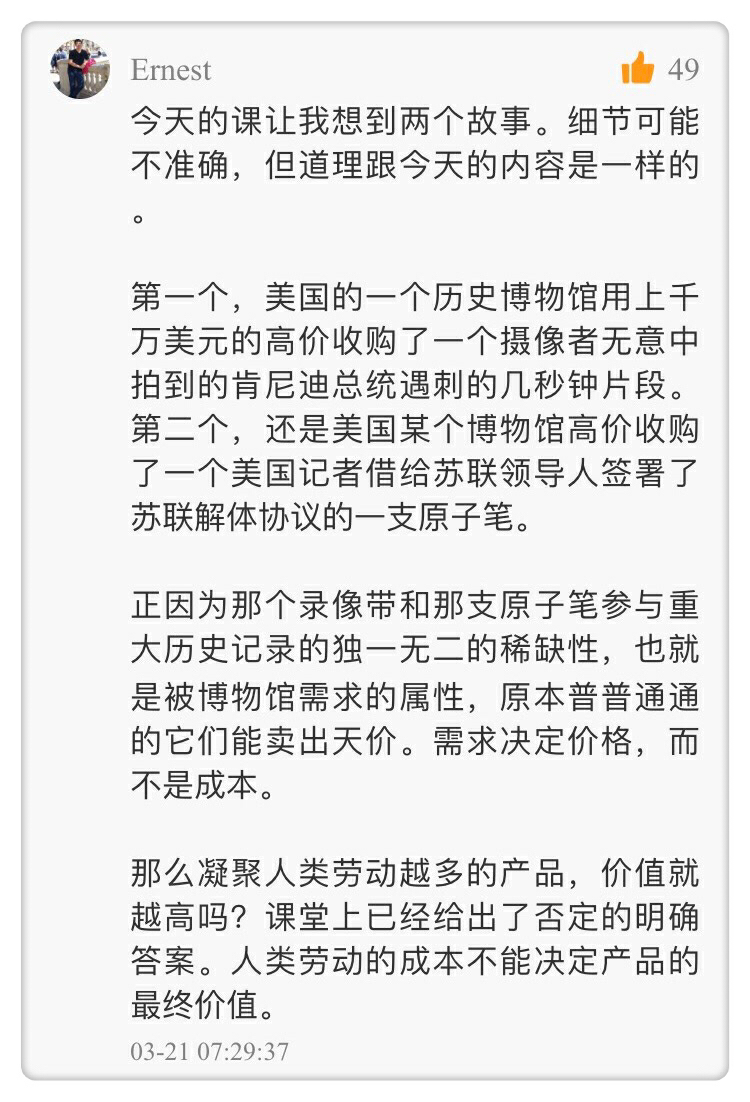 Ernest
49
今天的课让我想到两个故事。细节可能
不准确，但道理跟今天的内容是一样的
。
第一个，美国的一个历史博物馆用上千
万美元的高价收购了一个摄像者无意中
拍到的肯尼迪总统遇刺的几秒钟片段。
第二个，还是美国某个博物馆高价收购
了一个美国记者借给苏联领导人签署了
苏联解体协议的一支原子笔。
正因为那个录像带和那支原子笔参与重
大历史记录的独一无二的稀缺性，也就
是被博物馆需求的属性，原本普普通通
的它们能卖出天价。需求决定价格，而
不是成本。
那么凝聚人类劳动越多的产品，价值就
越高吗？课堂上已经给出了否定的明确
答案。人类劳动的成本不能决定产品的
最终价值。
03-21 07:29:37